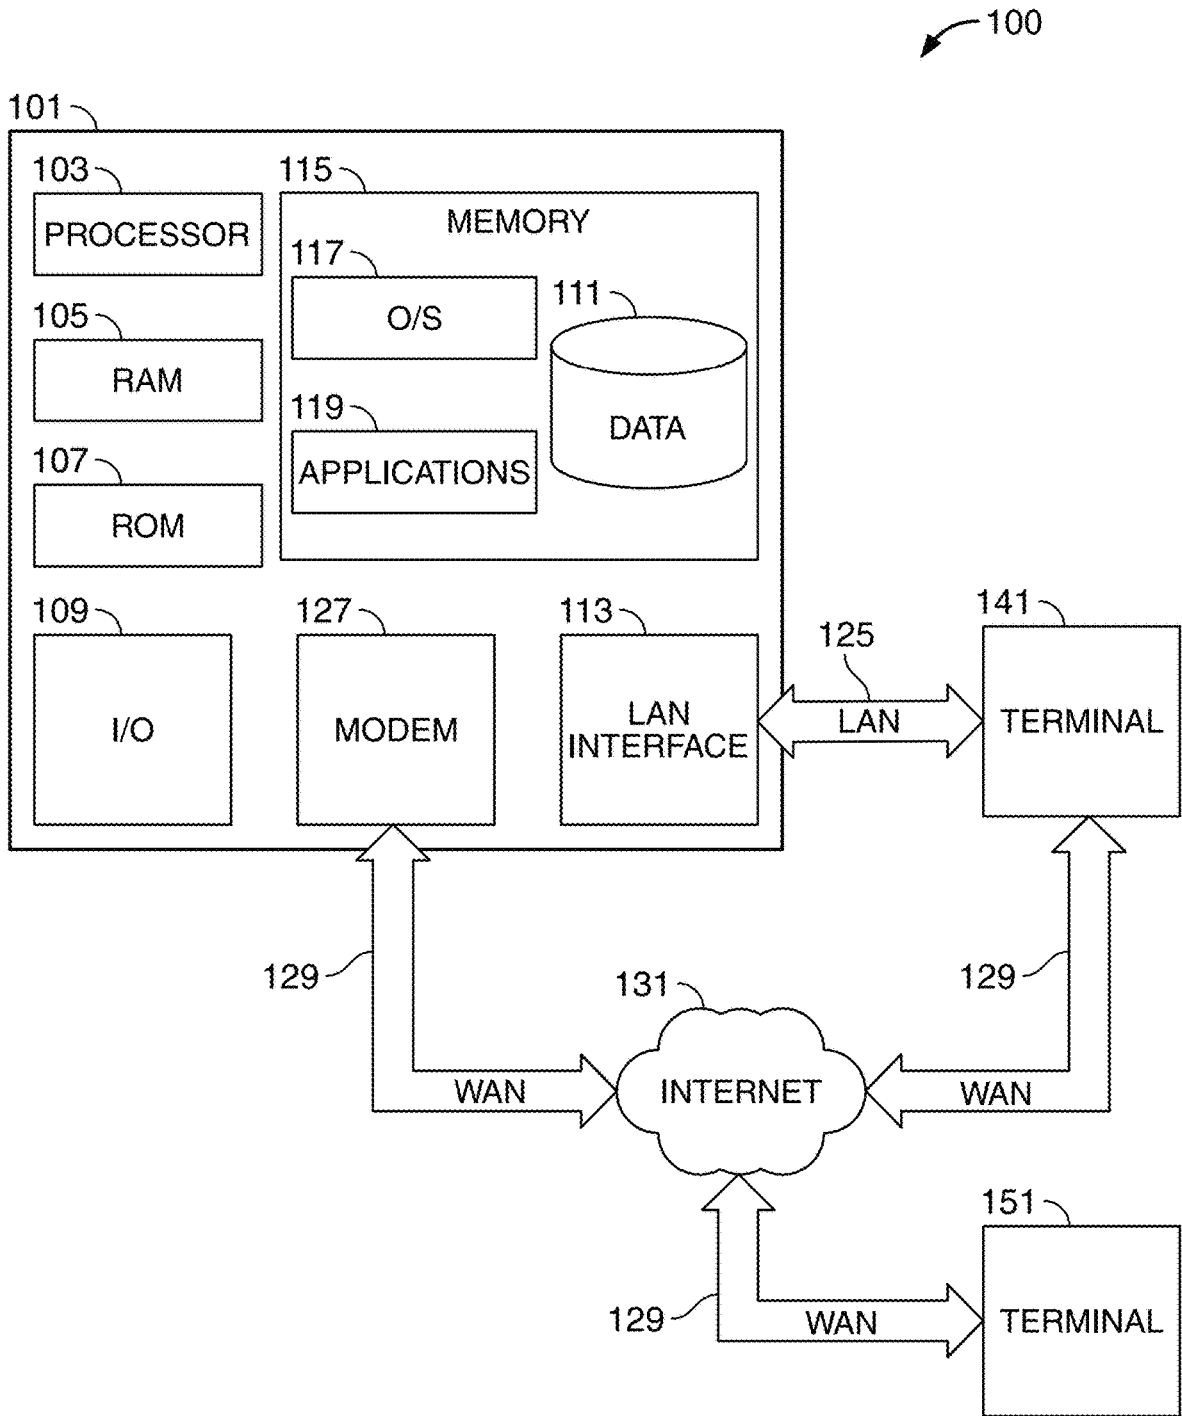 100
101
103
PROCESSOR
105
RAM
107
ROM
115
MEMORY
117
O/S
111
DATA
119
APPLICATIONS
109
I/O
127
MODEM
113
LAN
INTERFACE
125
LAN
141
TERMINAL
129
WAN
131
INTERNET
129
WAN
129
WAN
151
TERMINAL